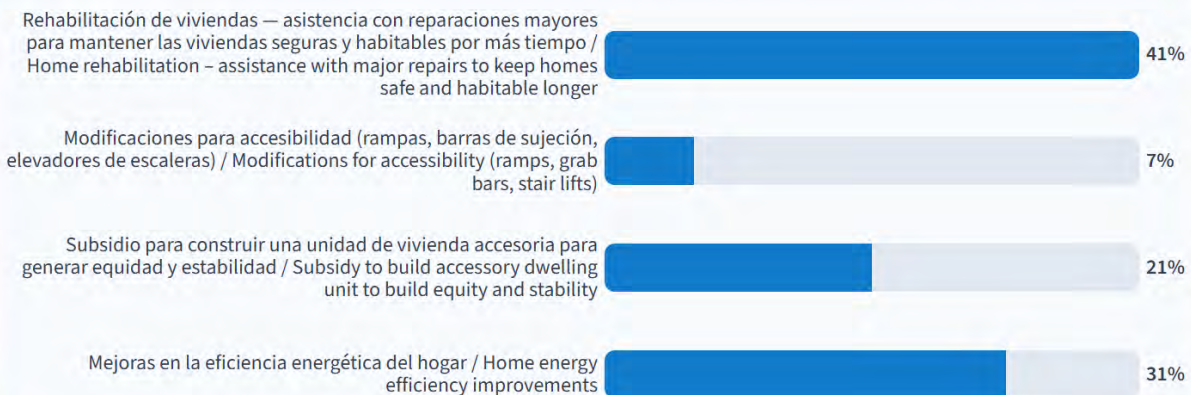 Rehabilitación de viviendas — asistencia con reparaciones mayores
para mantener las viviendas seguras y habitables por más tiempo /
Home rehabilitation – assistance with major repairs to keep homes
safe and habitable longer
41%
Modificaciones para accesibilidad (rampas, barras de sujeción,
elevadores de escaleras) / Modifications for accessibility (ramps, grab
bars, stair lifts)
7%
Subsidio para construir una unidad de vivienda accesoria para
generar equidad y estabilidad / Subsidy to build accessory dwelling
unit to build equity and stability
21%
Mejoras en la eficiencia energética del hogar / Home energy
efficiency improvements
31%